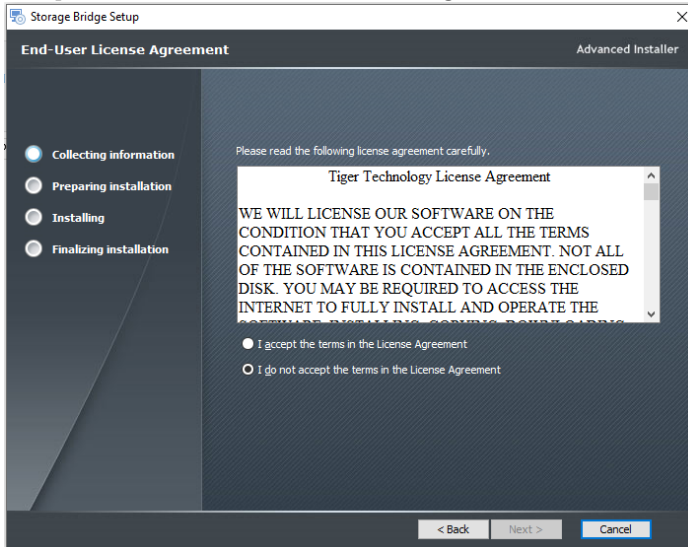 Storage Bridge Setup
End-User License Agreement
Advanced Installer
Collecting information
Preparing installation
Installing
Finalizing installation
Please read the following license agreement carefully.
Tiger Technology License Agreement
WE WILL LICENSE OUR SOFTWARE ON THE
CONDITION THAT YOU ACCEPT ALL THE TERMS
CONTAINED IN THIS LICENSE AGREEMENT. NOT ALL
OF THE SOFTWARE IS CONTAINED IN THE ENCLOSED
DISK. YOU MAY BE REQUIRED TO ACCESS THE
INTERNET TO FULLY INSTALL AND OPERATE THE
SOFTWARE. INSTALLING, COPYING, DOWNLOADING
I accept the terms in the License Agreement
I do not accept the terms in the License Agreement
< Back
Next >
Cancel